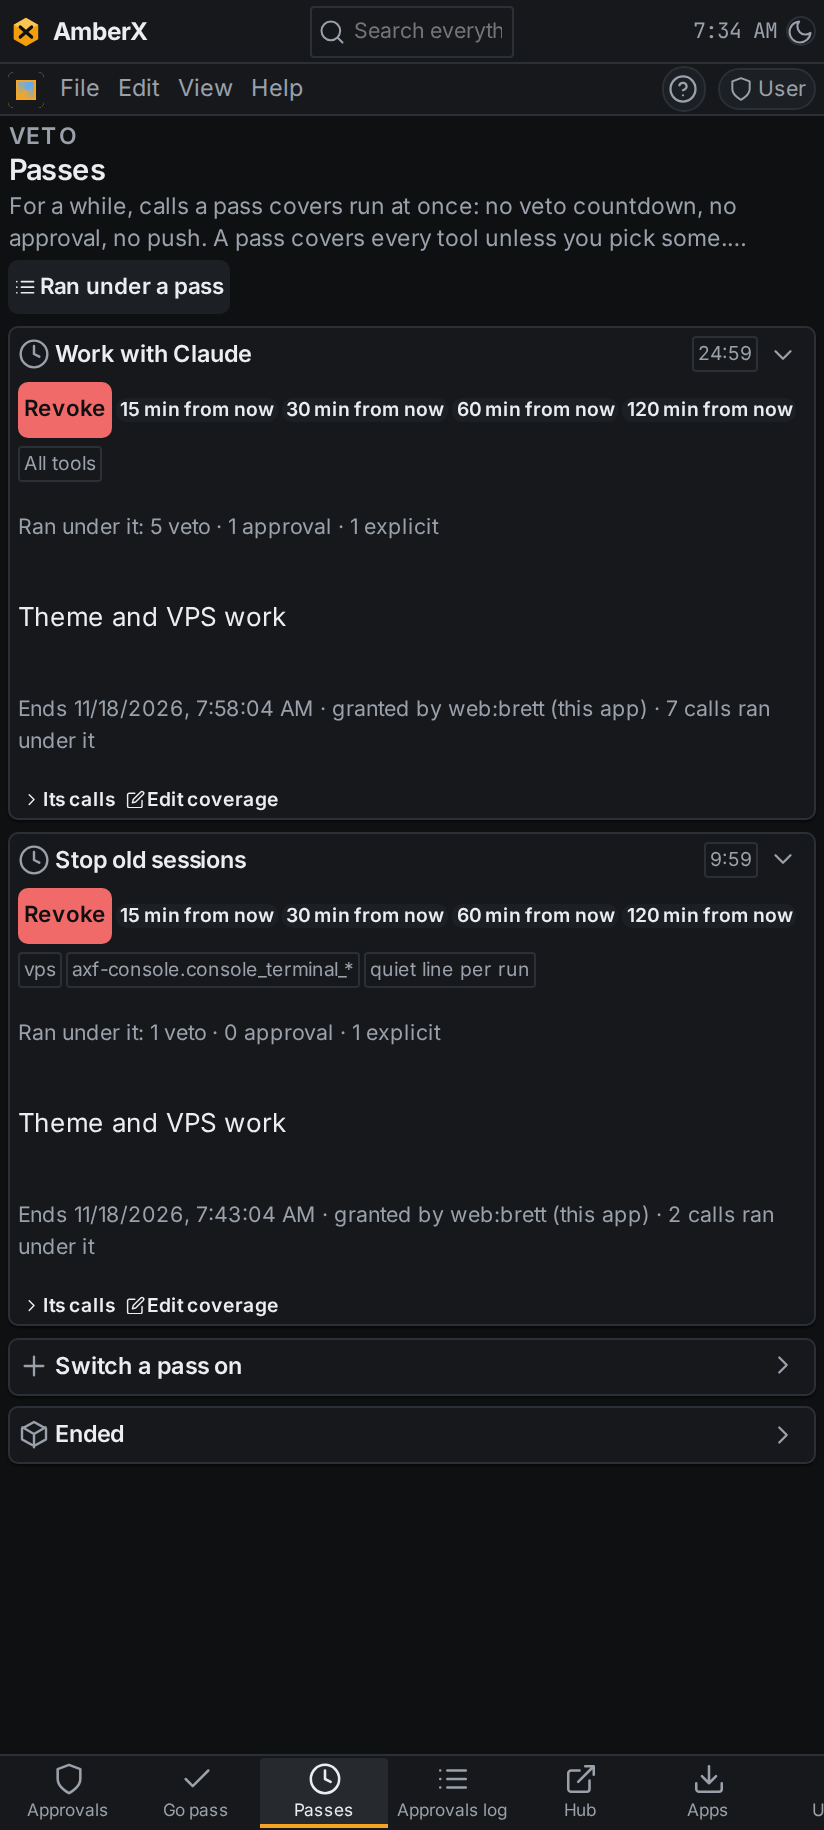 AmberX
Search everyth
7:34 AM
File Edit View Help
User
VETO
Passes
For a while, calls a pass covers run at once: no veto countdown, no
approval, no push. A pass covers every tool unless you pick some....
Ran under a pass
Work with Claude
24:59
Revoke 15 min from now 30 min from now 60 min from now 120 min from now
All tools
Ran under it: 5 veto · 1 approval · 1 explicit
Theme and VPS work
Ends 11/18/2026, 7:58:04 AM · granted by web:brett (this app) · 7 calls ran
under it
Its calls Edit coverage
Stop old sessions
9:59
Revoke 15 min from now 30 min from now 60 min from now 120 min from now
vps axf-console.console_terminal_* quiet line per run
Ran under it: 1 veto · 0 approval · 1 explicit
Theme and VPS work
Ends 11/18/2026, 7:43:04 AM · granted by web:brett (this app) · 2 calls ran
under it
Its calls Edit coverage
Switch a pass on
Ended
Approvals Go pass Passes Approvals log Hub Apps U